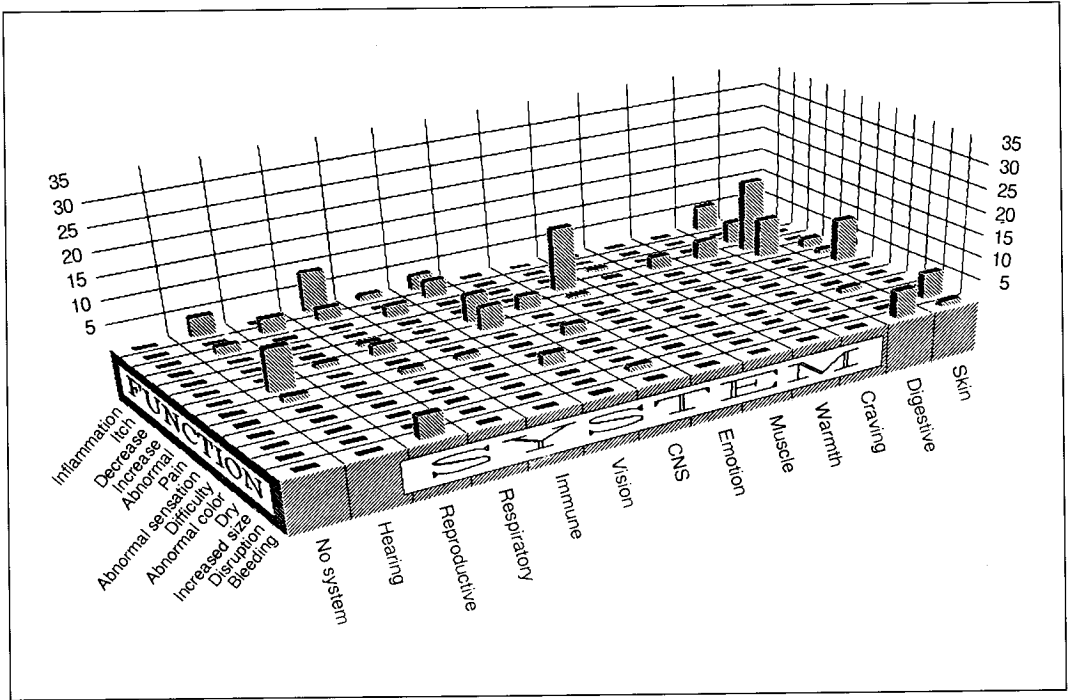 35
30
25
20
15
10
5
35
30
25
20
15
10
5
FUNCTION
Inflammation
Itch
Decrease
Increase
Abnormal
Pain
Abnormal sensation
Difficulty
Abnormal color
Dry
Increased size
Disruption
Bleeding
SYSTEM
No system
Hearing
Reproductive
Respiratory
Immune
Vision
CNS
Emotion
Muscle
Warmth
Craving
Digestive
Skin